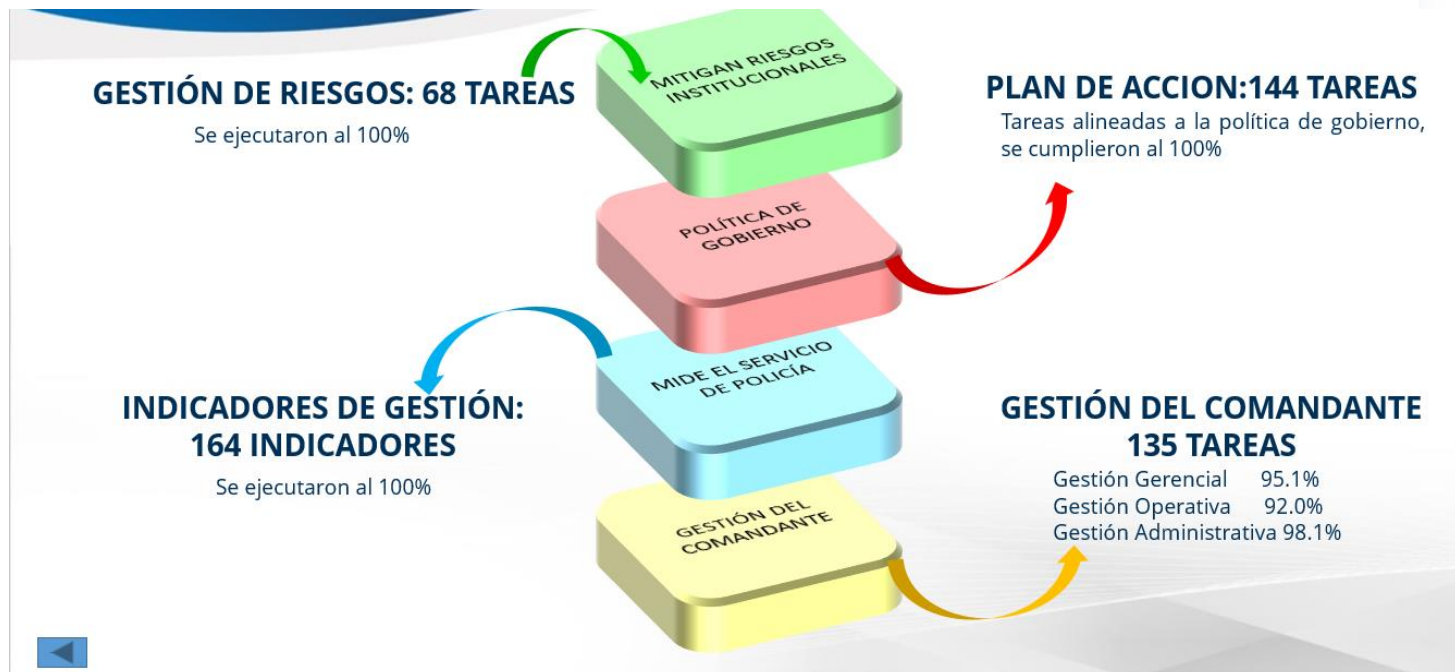 MITIGAN RIESGOS
INSTITUCIONALES
GESTIÓN DE RIESGOS: 68 TAREAS
Se ejecutaron al 100%
PLAN DE ACCION:144 TAREAS
Tareas alineadas a la política de gobierno,
se cumplieron al 100%
POLÍTICA DE
GOBIERNO
MIDE EL SERVICIO
DE POLICÍA
INDICADORES DE GESTIÓN:
164 INDICADORES
Se ejecutaron al 100%
GESTIÓN DEL COMANDANTE
135 TAREAS
Gestión Gerencial 95.1%
Gestión Operativa 92.0%
Gestión Administrativa 98.1%
GESTIÓN DEL
COMANDANTE